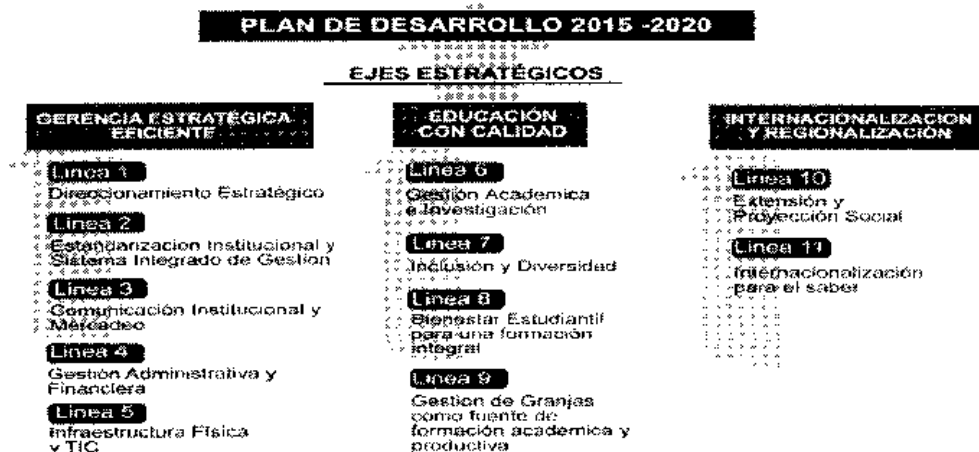 PLAN DE DESARROLLO 2015 -2020
EJES ESTRATÉGICOS
GERENCIA ESTRATÉGICA
EFICIENTE
Linea 1
Direccionamiento Estratégico
Linea 2
Estandarizacion Institucional y
Sistema Integrado de Gestion
Linea 3
Comunicación Institucional y
Mercadeo
Linea 4
Gestión Administrativa y
Financiera
Linea 5
Infraestructura Física
y TIC
EDUCACIÓN
CON CALIDAD
Linea 6
Gestión Academica
e Investigación
Linea 7
Inclusión y Diversidad
Linea 8
Bienestar Estudiantil
para una formación
integral
Linea 9
Gestion de Granjas
como fuente de
formación academica y
productiva
INTERNACIONALIZACIÓN
Y REGIONALIZACIÓN
Linea 10
Extensión y
Proyección Social
Linea 11
Internacionalización
para el saber